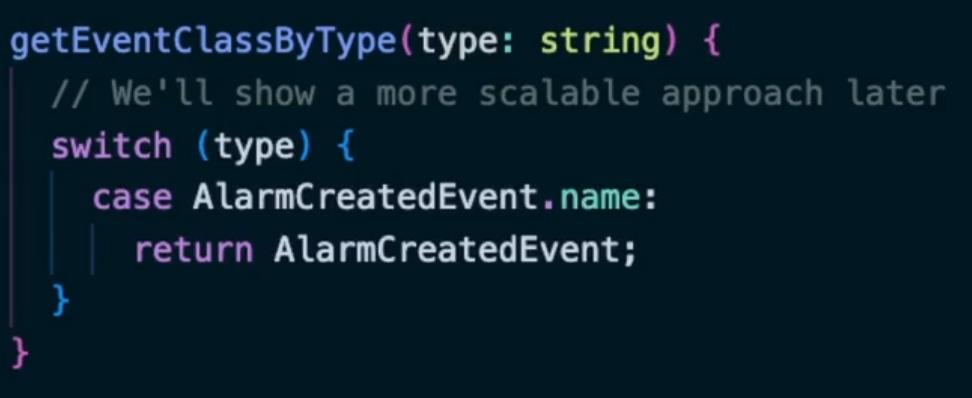 getEventClassByType(type: string) {
  // We'll show a more scalable approach later
  switch (type) {
    case AlarmCreatedEvent.name:
      return AlarmCreatedEvent;
  }
}